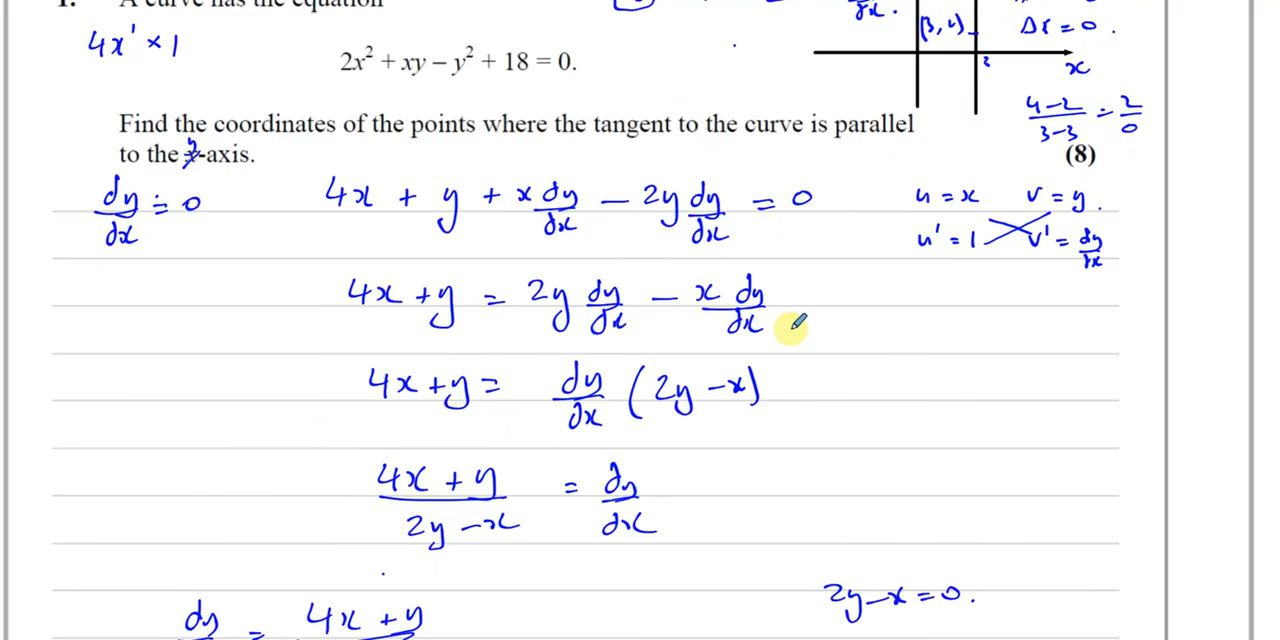 1. A curve has the equation
4x' × 1
2x² + xy – y² + 18 = 0.
(3, 4)
Δx = 0.
2
x
Find the coordinates of the points where the tangent to the curve is parallel
to the y-axis.
(4-2)/(3-3) = 2/0
(8)
dy/dx = 0
4x + y + x dy/dx – 2y dy/dx = 0
u = x v = y.
u' = 1 v' = dy/dx
4x + y = 2y dy/dx – x dy/dx
4x + y = dy/dx (2y – x)
(4x + y)/(2y – x) = dy/dx
2y – x = 0.
dy/ = 4x + y